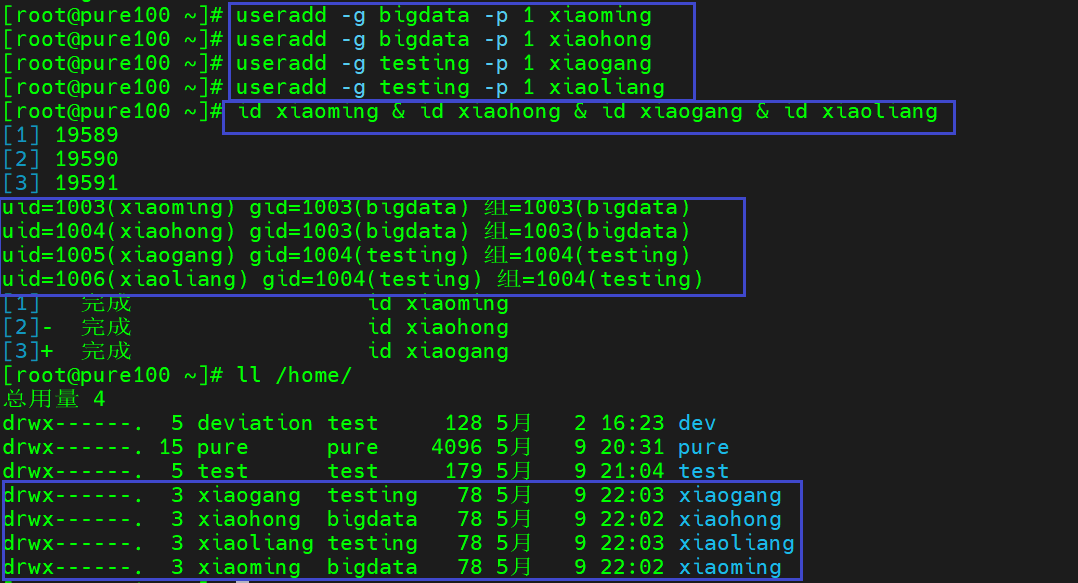 [root@pure100 ~]# useradd -g bigdata -p 1 xiaoming
[root@pure100 ~]# useradd -g bigdata -p 1 xiaohong
[root@pure100 ~]# useradd -g testing -p 1 xiaogang
[root@pure100 ~]# useradd -g testing -p 1 xiaoliang
[root@pure100 ~]# id xiaoming & id xiaohong & id xiaogang & id xiaoliang
[1] 19589
[2] 19590
[3] 19591
uid=1003(xiaoming) gid=1003(bigdata) 组=1003(bigdata)
uid=1004(xiaohong) gid=1003(bigdata) 组=1003(bigdata)
uid=1005(xiaogang) gid=1004(testing) 组=1004(testing)
uid=1006(xiaoliang) gid=1004(testing) 组=1004(testing)
[1]   完成                  id xiaoming
[2]-  完成                  id xiaohong
[3]+  完成                  id xiaogang
[root@pure100 ~]# ll /home/
总用量 4
drwx------.  5 deviation test     128 5月   2 16:23 dev
drwx------. 15 pure      pure    4096 5月   9 20:31 pure
drwx------.  5 test      test     179 5月   9 21:04 test
drwx------.  3 xiaogang  testing   78 5月   9 22:03 xiaogang
drwx------.  3 xiaohong  bigdata   78 5月   9 22:02 xiaohong
drwx------.  3 xiaoliang testing   78 5月   9 22:03 xiaoliang
drwx------.  3 xiaoming  bigdata   78 5月   9 22:02 xiaoming